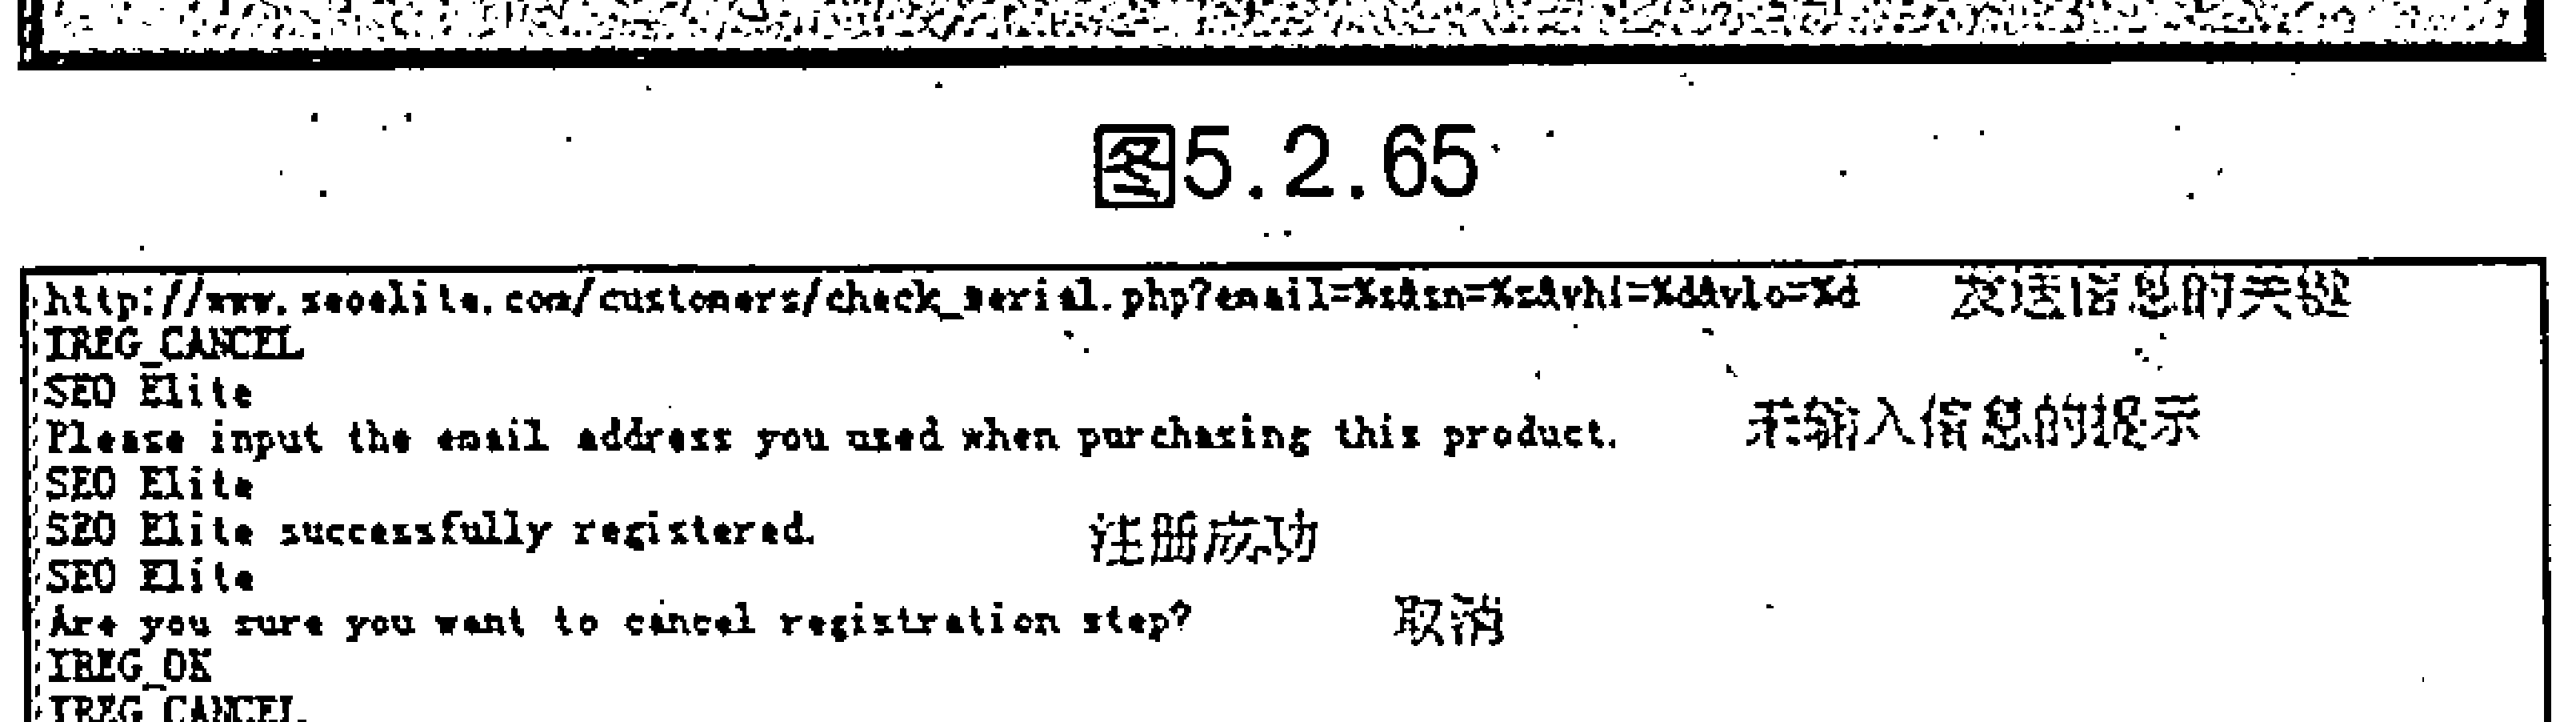 图5.2.65
http://www.seoelite.com/customers/check_serial.php?email=%s&sn=%s&vhi=%d&vlo=%d 发送信息的关键
TREG_CANCEL
SEO Elite
Please input the email address you used when purchasing this product. 未输入信息的提示
SEO Elite
SEO Elite successfully registered. 注册成功
SEO Elite
Are you sure you want to cancel registration step? 取消
TREG_OK
TREG_CANCEL